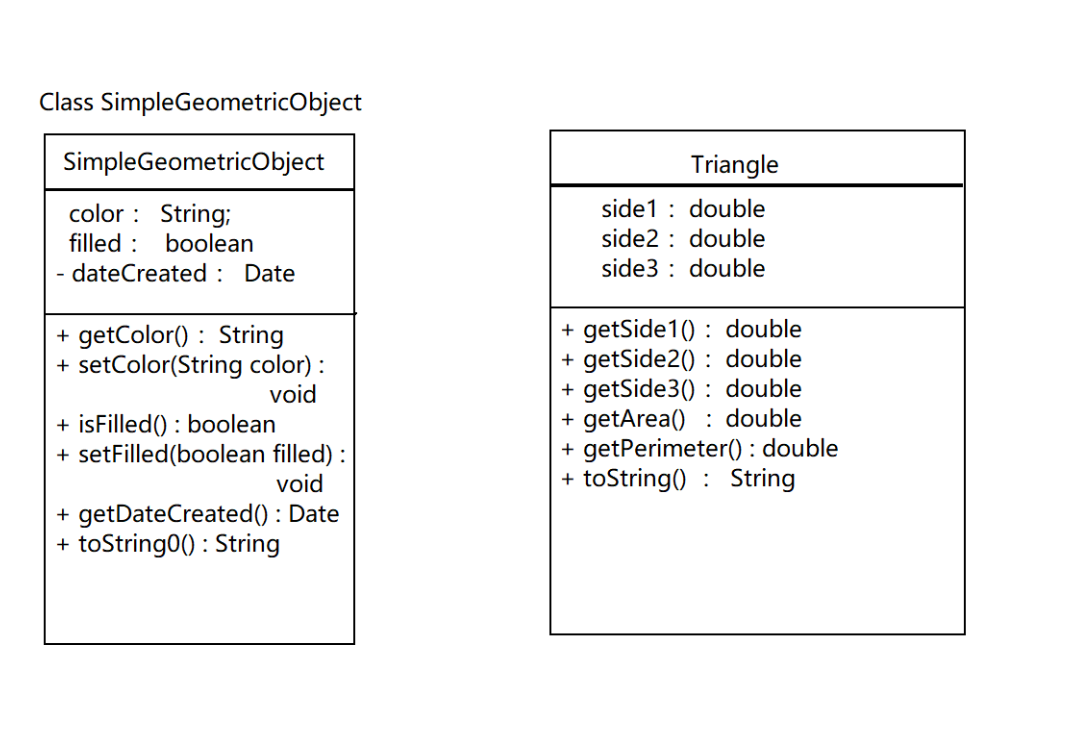 Class SimpleGeometricObject
SimpleGeometricObject
color： String;
filled： boolean
- dateCreated： Date
+ getColor()： String
+ setColor(String color) :
void
+ isFilled() : boolean
+ setFilled(boolean filled) :
void
+ getDateCreated() : Date
+ toString0() : String
Triangle
side1： double
side2： double
side3： double
+ getSide1()： double
+ getSide2()： double
+ getSide3()： double
+ getArea() ： double
+ getPerimeter() : double
+ toString() ： String